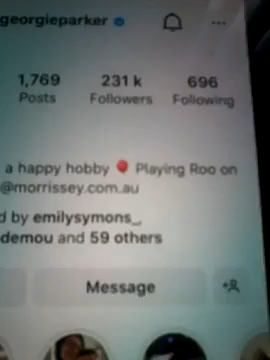 georgieparker
1,769 231 k 696
Posts Followers Following
a happy hobby 🎈 Playing Roo on
@morrissey.com.au
d by emilysymons_,
demou and 59 others
Message